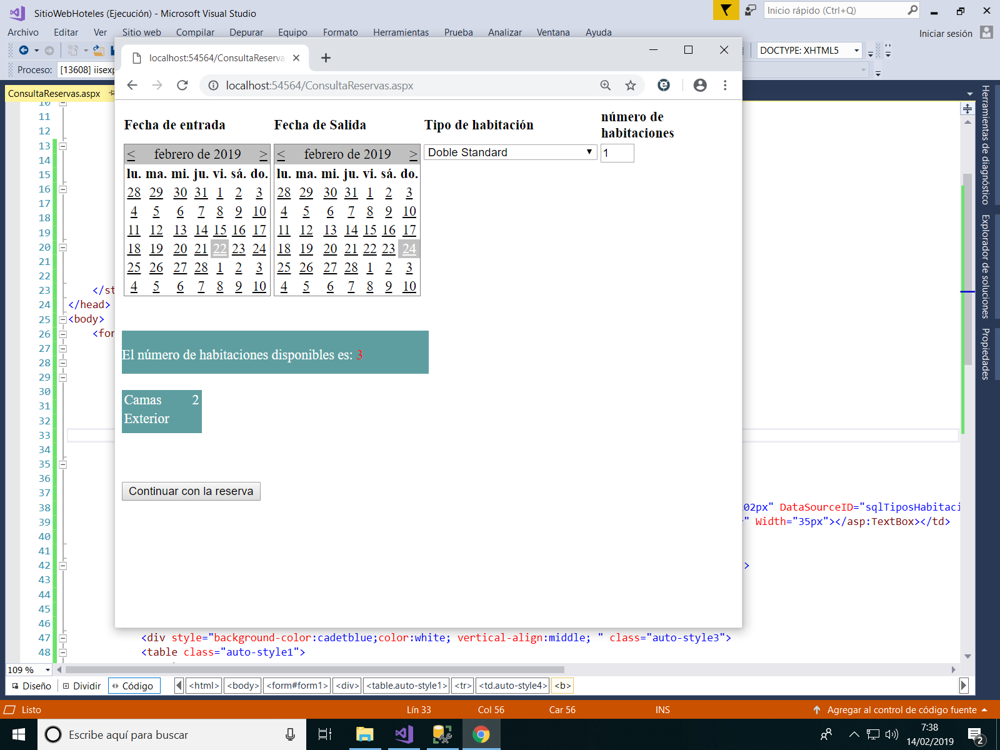 SitioWebHoteles (Ejecución) - Microsoft Visual Studio
Inicio rápido (Ctrl+Q)
Archivo Editar Ver Sitio web Compilar Depurar Equipo Formato Herramientas Prueba Analizar Ventana Ayuda
Iniciar sesión
DOCTYPE: XHTML5
Proceso: [13608] iisexp
ConsultaReservas.aspx
localhost:54564/ConsultaReserva
localhost:54564/ConsultaReservas.aspx
Fecha de entrada Fecha de Salida Tipo de habitación número de habitaciones
< febrero de 2019 > < febrero de 2019 > Doble Standard 1
lu. ma. mi. ju. vi. sá. do. lu. ma. mi. ju. vi. sá. do.
28 29 30 31 1 2 3 28 29 30 31 1 2 3
4 5 6 7 8 9 10 4 5 6 7 8 9 10
11 12 13 14 15 16 17 11 12 13 14 15 16 17
18 19 20 21 22 23 24 18 19 20 21 22 23 24
25 26 27 28 1 2 3 25 26 27 28 1 2 3
4 5 6 7 8 9 10 4 5 6 7 8 9 10
El número de habitaciones disponibles es: 3
Camas 2
Exterior
Continuar con la reserva
10
11
12
13
14
15
16
17
18
19
20
21
22
23 </st
24 </head>
25 <body>
26 <for
27
28
29
30
31
32
33
34
35
36
37
38 02px" DataSourceID="sqlTiposHabitaci
39 " Width="35px"></asp:TextBox></td>
40
41
42 >
43
44
45
46
47 <div style="background-color:cadetblue;color:white; vertical-align:middle; " class="auto-style3">
48 <table class="auto-style1">
Herramientas de diagnóstico
Explorador de soluciones
Propiedades
109 %
Diseño Dividir Código <html> <body> <form#form1> <div> <table.auto-style1> <tr> <td.auto-style4> <b>
Listo Lín 33 Col 56 Car 56 INS Agregar al control de código fuente
Escribe aquí para buscar
7:38
14/02/2019
2